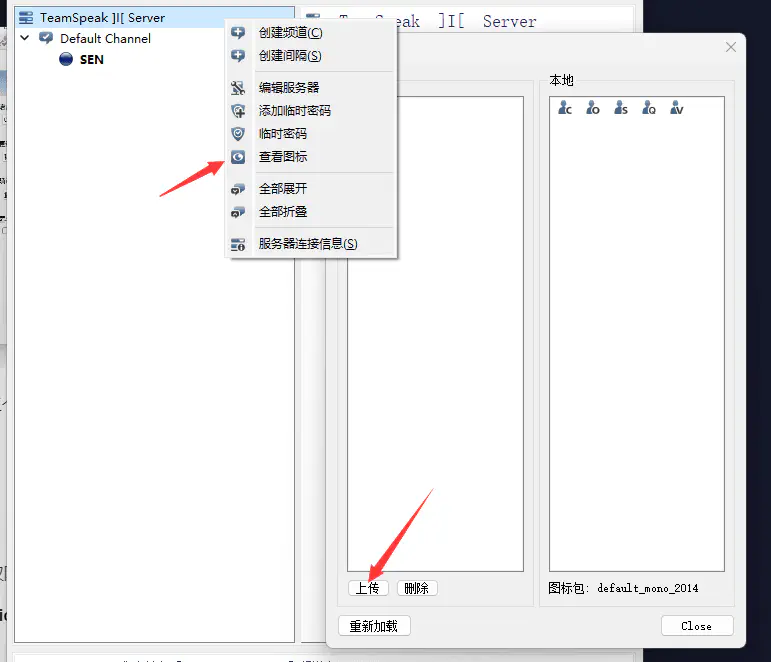 TeamSpeak ]I[ Server
Default Channel
SEN
TeamSpeak ]I[ Server
创建频道(C)
创建间隔(S)
编辑服务器
添加临时密码
临时密码
查看图标
全部展开
全部折叠
服务器连接信息(S)
本地
C O S Q V
上传
删除
图标包: default_mono_2014
重新加载
Close